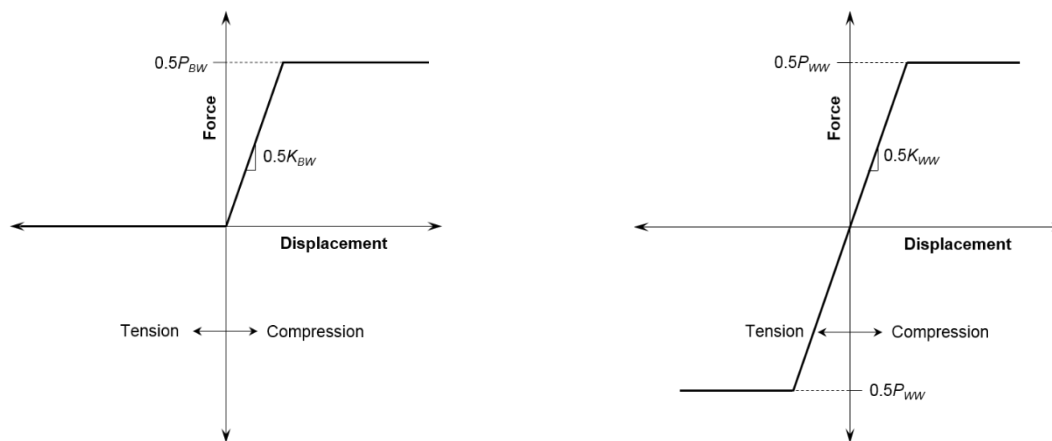 0.5P_BW
Force
0.5K_BW
Displacement
Tension
Compression
0.5P_WW
Force
0.5K_WW
Displacement
Tension
Compression
0.5P_WW